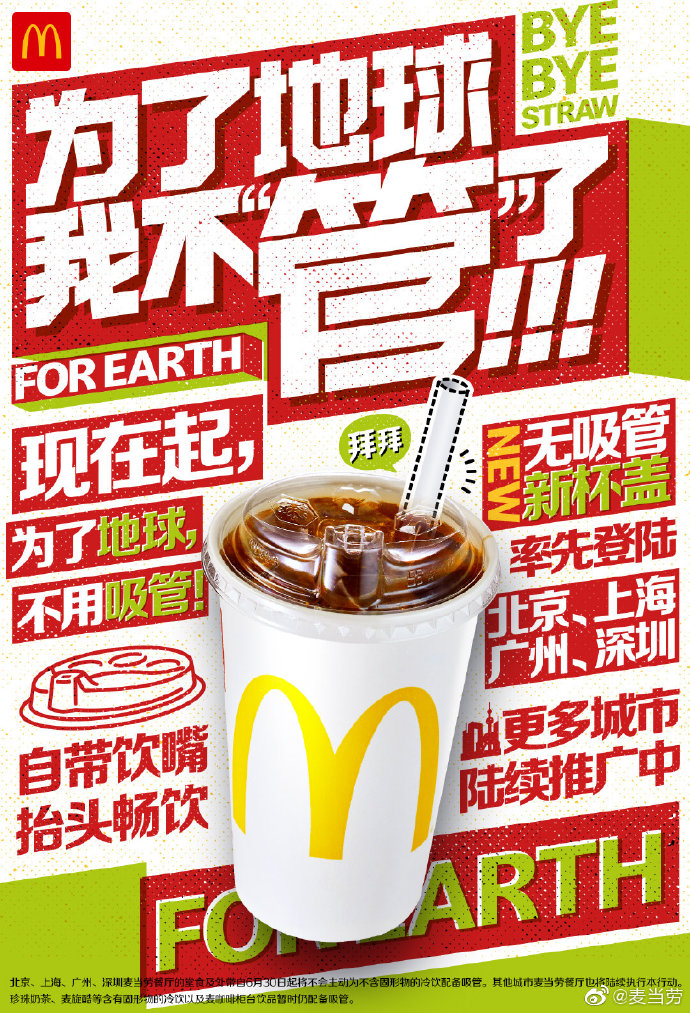 BYE
BYE
STRAW
为了地球
我不“管”了!!!
FOR EARTH
现在起，
为了地球，
不用吸管!
拜拜
NEW
无吸管
新杯盖
率先登陆
北京、上海
广州、深圳
更多城市
陆续推广中
自带饮嘴
抬头畅饮
FOR EARTH
北京、上海、广州、深圳麦当劳餐厅的堂食及外带自6月30日起将不会主动为不含固形物的冷饮配备吸管。其他城市麦当劳餐厅也将陆续执行本行动。
珍珠奶茶、麦旋酷等含有固形物的冷饮以及麦咖啡柜台饮品暂时仍配备吸管。
@麦当劳